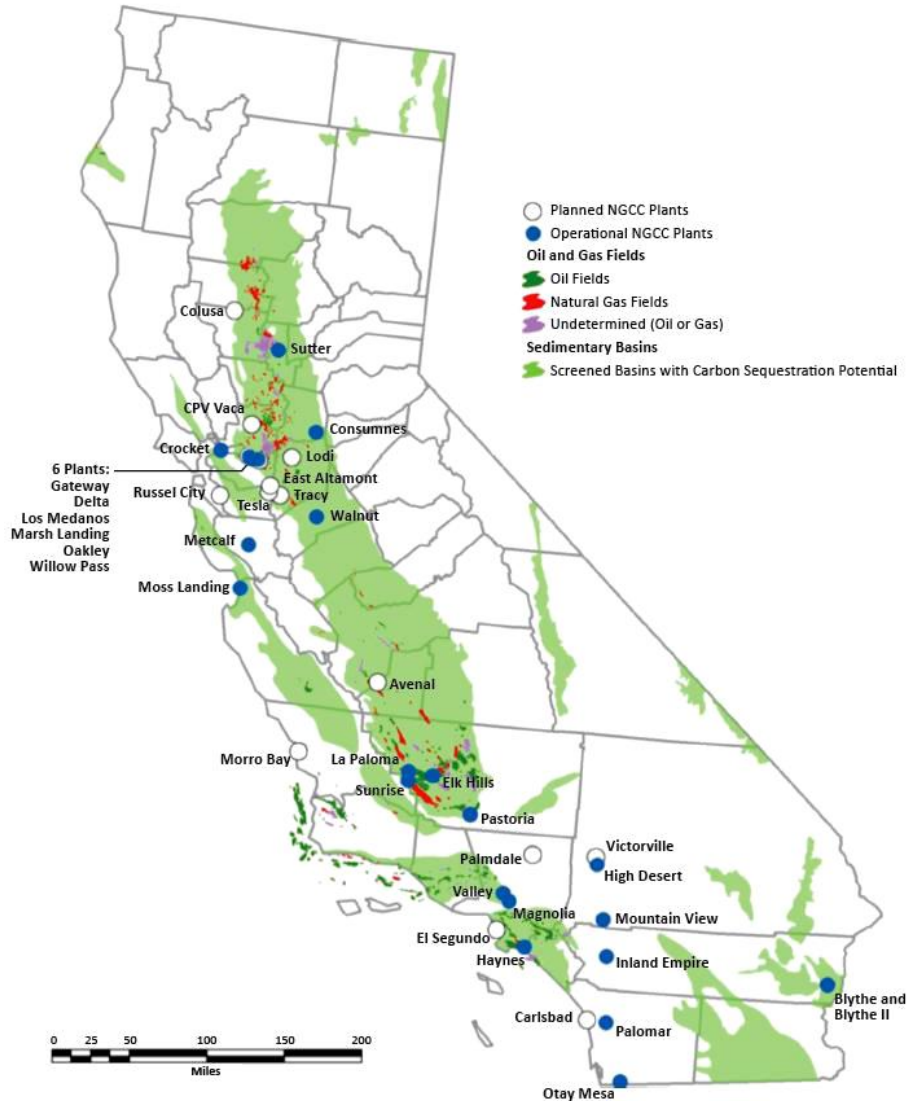 Planned NGCC Plants
Operational NGCC Plants
Oil and Gas Fields
Oil Fields
Natural Gas Fields
Undetermined (Oil or Gas)
Sedimentary Basins
Screened Basins with Carbon Sequestration Potential
Colusa
Sutter
CPV Vaca
Consumnes
Crocket
Lodi
6 Plants:
Gateway
Delta
Los Medanos
Marsh Landing
Oakley
Willow Pass
East Altamont
Russel City
Tesla
Tracy
Walnut
Metcalf
Moss Landing
Avenal
Morro Bay
La Paloma
Elk Hills
Sunrise
Pastoria
Palmdale
Victorville
High Desert
Valley
Magnolia
Mountain View
El Segundo
Haynes
Inland Empire
Blythe and
Blythe II
Carlsbad
Palomar
Otay Mesa
0 25 50 100 150 200
Miles